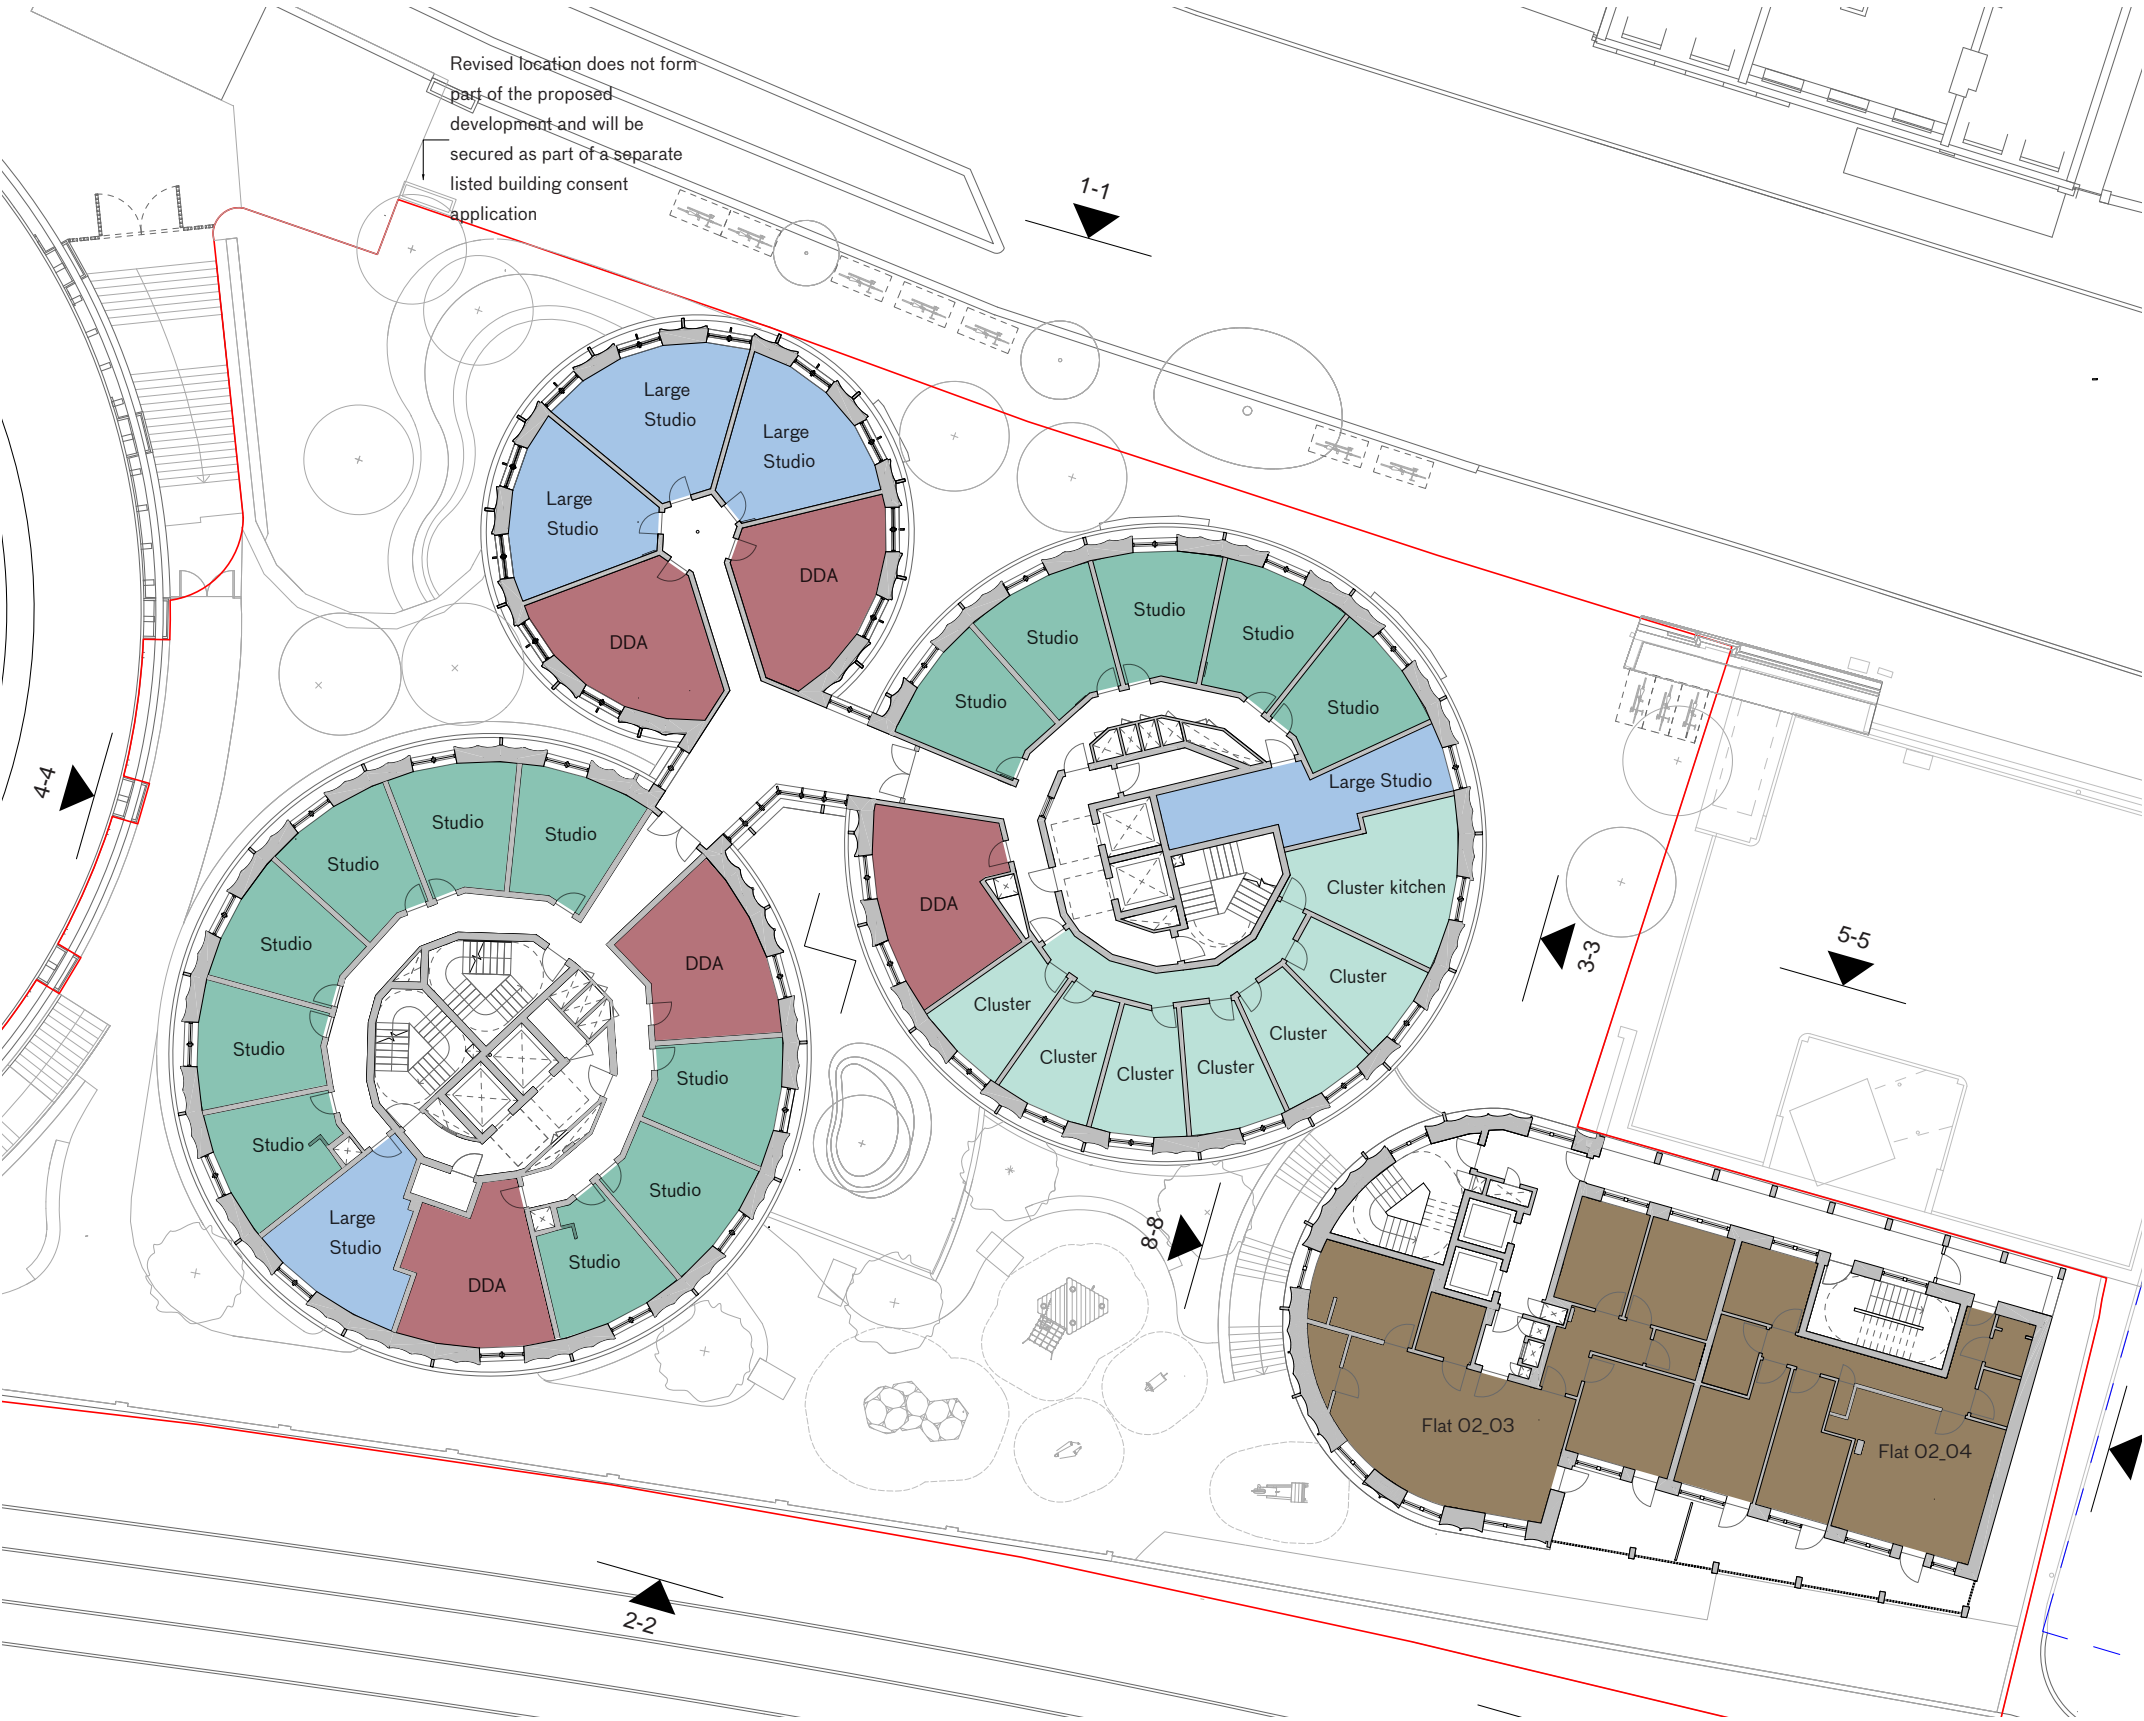 Revised location does not form
part of the proposed
development and will be
secured as part of a separate
listed building consent
application
1-1
Large
Studio
Large
Studio
Large
Studio
DDA
DDA
Studio
Studio
Studio
Studio
Studio
Large Studio
Cluster kitchen
DDA
Cluster
Cluster
Cluster
Cluster
Cluster
Cluster
4-4
Studio
Studio
Studio
Studio
Studio
Studio
DDA
Studio
Studio
Large
Studio
DDA
Studio
3-3
5-5
8-8
Flat 02_03
Flat 02_04
2-2